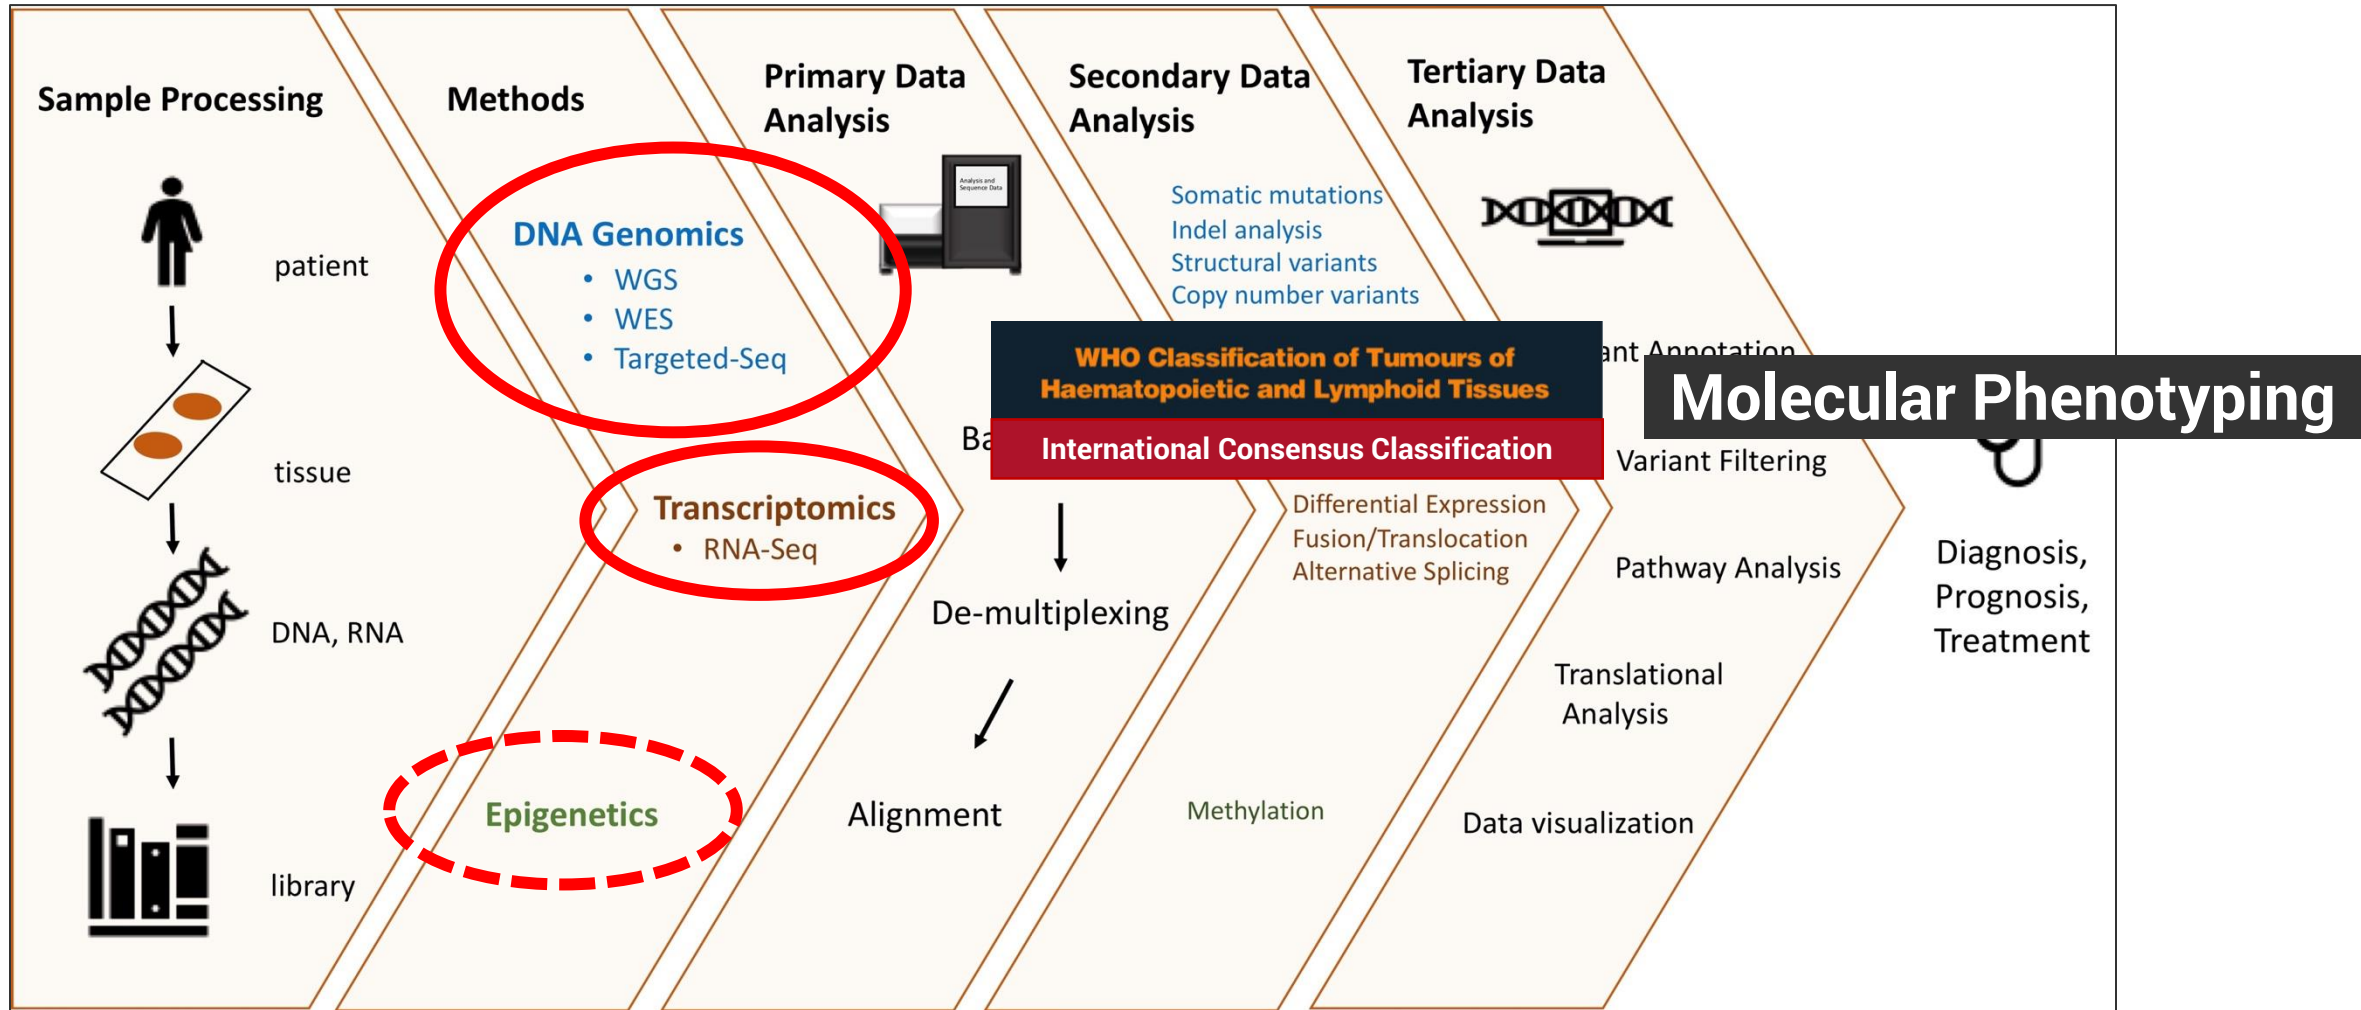 Sample Processing
patient
tissue
DNA, RNA
library
Methods
DNA Genomics
• WGS
• WES
• Targeted-Seq
Transcriptomics
• RNA-Seq
Epigenetics
Primary Data
Analysis
Analysis and
Sequence Data
De-multiplexing
Alignment
Secondary Data
Analysis
Somatic mutations
Indel analysis
Structural variants
Copy number variants
WHO Classification of Tumours of
Haematopoietic and Lymphoid Tissues
International Consensus Classification
Differential Expression
Fusion/Translocation
Alternative Splicing
Methylation
Tertiary Data
Analysis
Annotation
Molecular Phenotyping
Variant Filtering
Pathway Analysis
Translational
Analysis
Data visualization
Diagnosis,
Prognosis,
Treatment